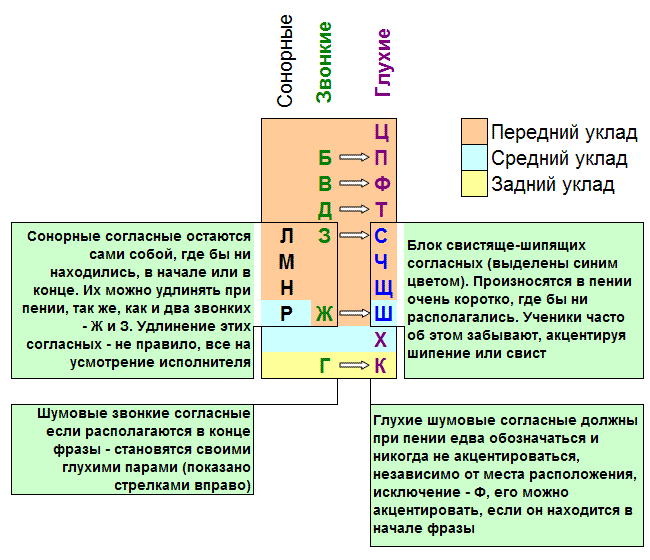 Сонорные
Звонкие
Глухие
Ц
Б П
В Ф
Д Т
Л З С
М Ч
Н Щ
Р Ж Ш
Х
Г К
Передний уклад
Средний уклад
Задний уклад
Сонорные согласные остаются
сами собой, где бы ни
находились, в начале или в
конце. Их можно удлинять при
пении, так же, как и два звонких
- Ж и З. Удлинение этих
согласных - не правило, все на
усмотрение исполнителя
Блок свистяще-шипящих
согласных (выделены синим
цветом). Произносятся в пении
очень коротко, где бы ни
располагались. Ученики часто
об этом забывают, акцентируя
шипение или свист
Шумовые звонкие согласные
если располагаются в конце
фразы - становятся своими
глухими парами (показано
стрелками вправо)
Глухие шумовые согласные должны
при пении едва обозначаться и
никогда не акцентироваться,
независимо от места расположения,
исключение - Ф, его можно
акцентировать, если он находится в
начале фразы